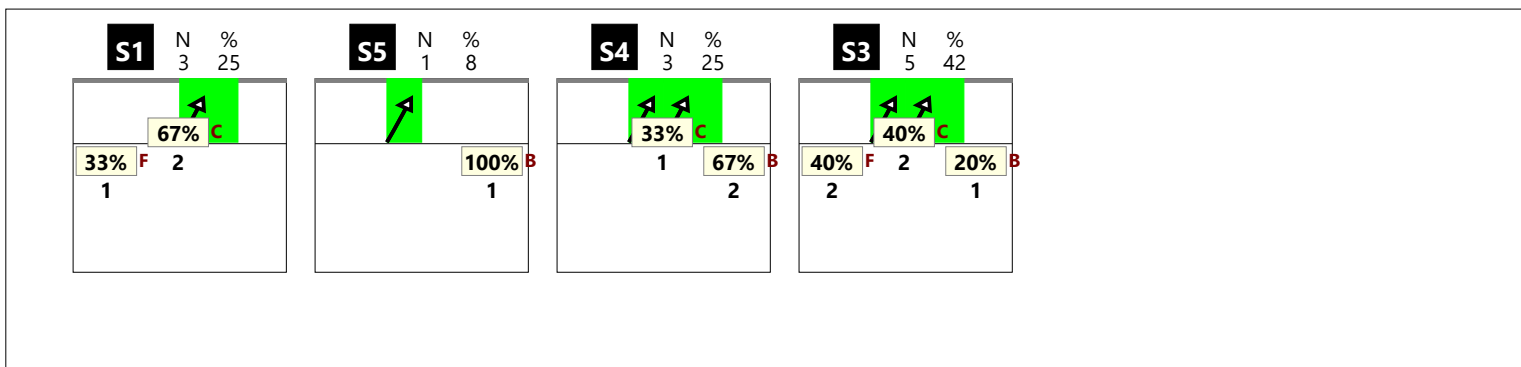 S1 N % 3 25
67% C
33% F 2
1
S5 N % 1 8
100% B
1
S4 N % 3 25
33% C
1 67% B
2
S3 N % 5 42
40% C
40% F 2 20% B
2 1